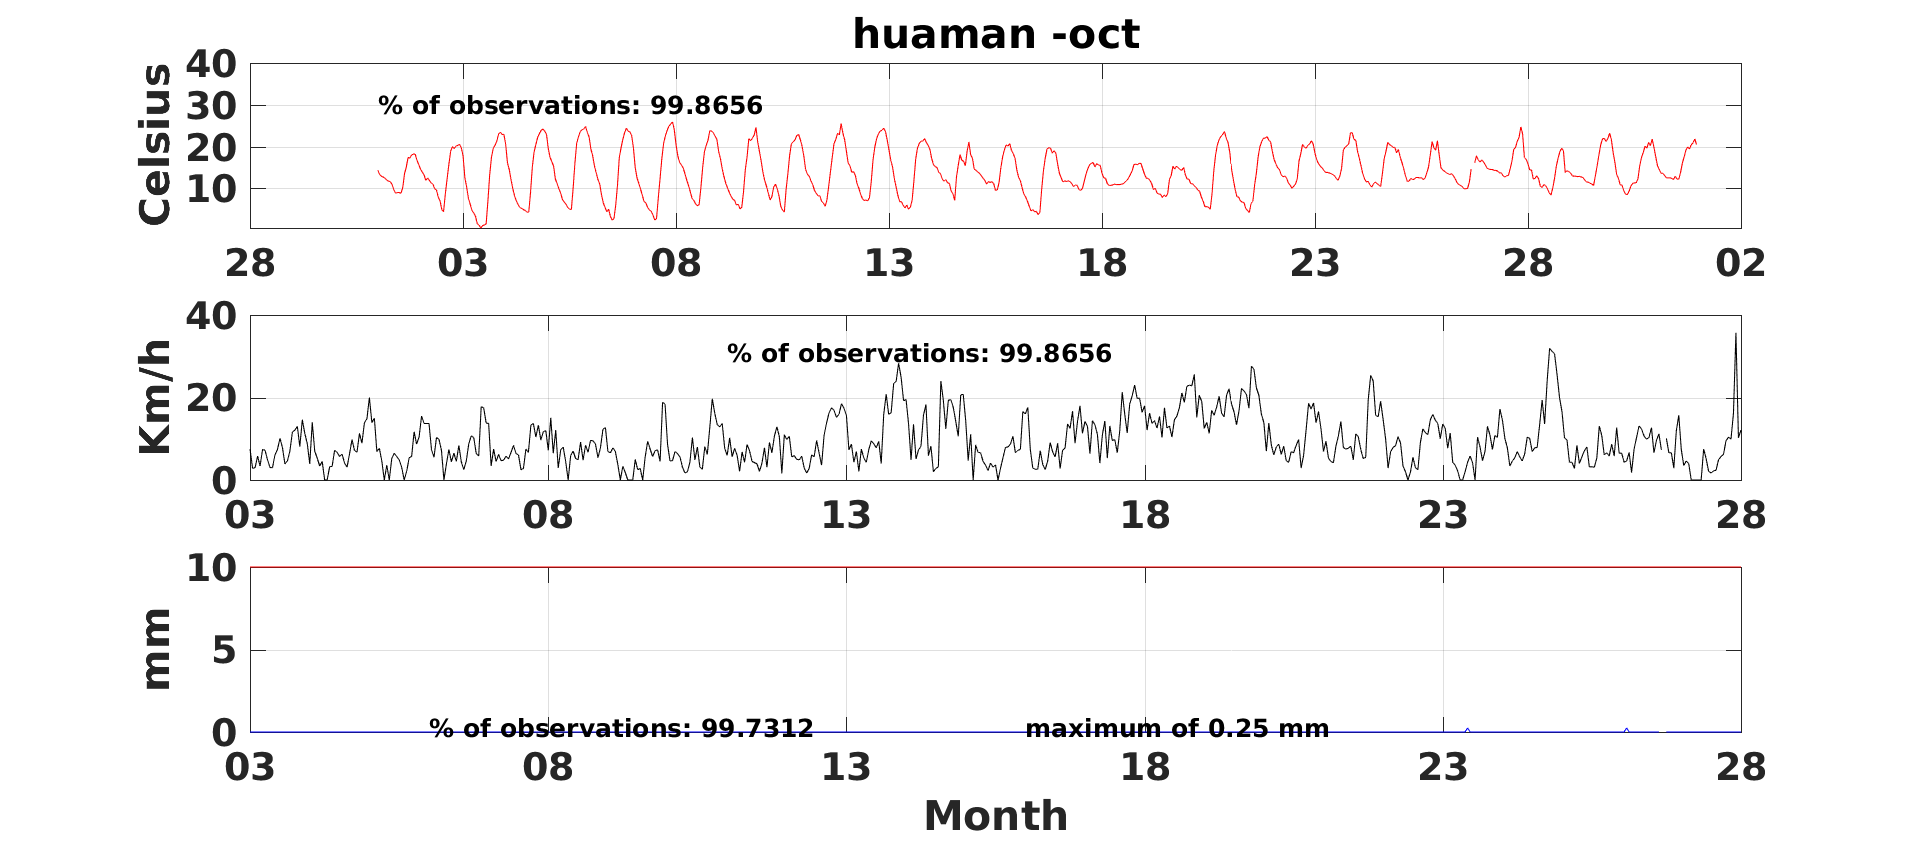 huaman -oct
40
30
20
10
Celsius
% of observations: 99.8656
28 03 08 13 18 23 28 02
40
20
0
Km/h
% of observations: 99.8656
03 08 13 18 23 28
10
5
0
mm
% of observations: 99.7312 maximum of 0.25 mm
03 08 13 18 23 28
Month